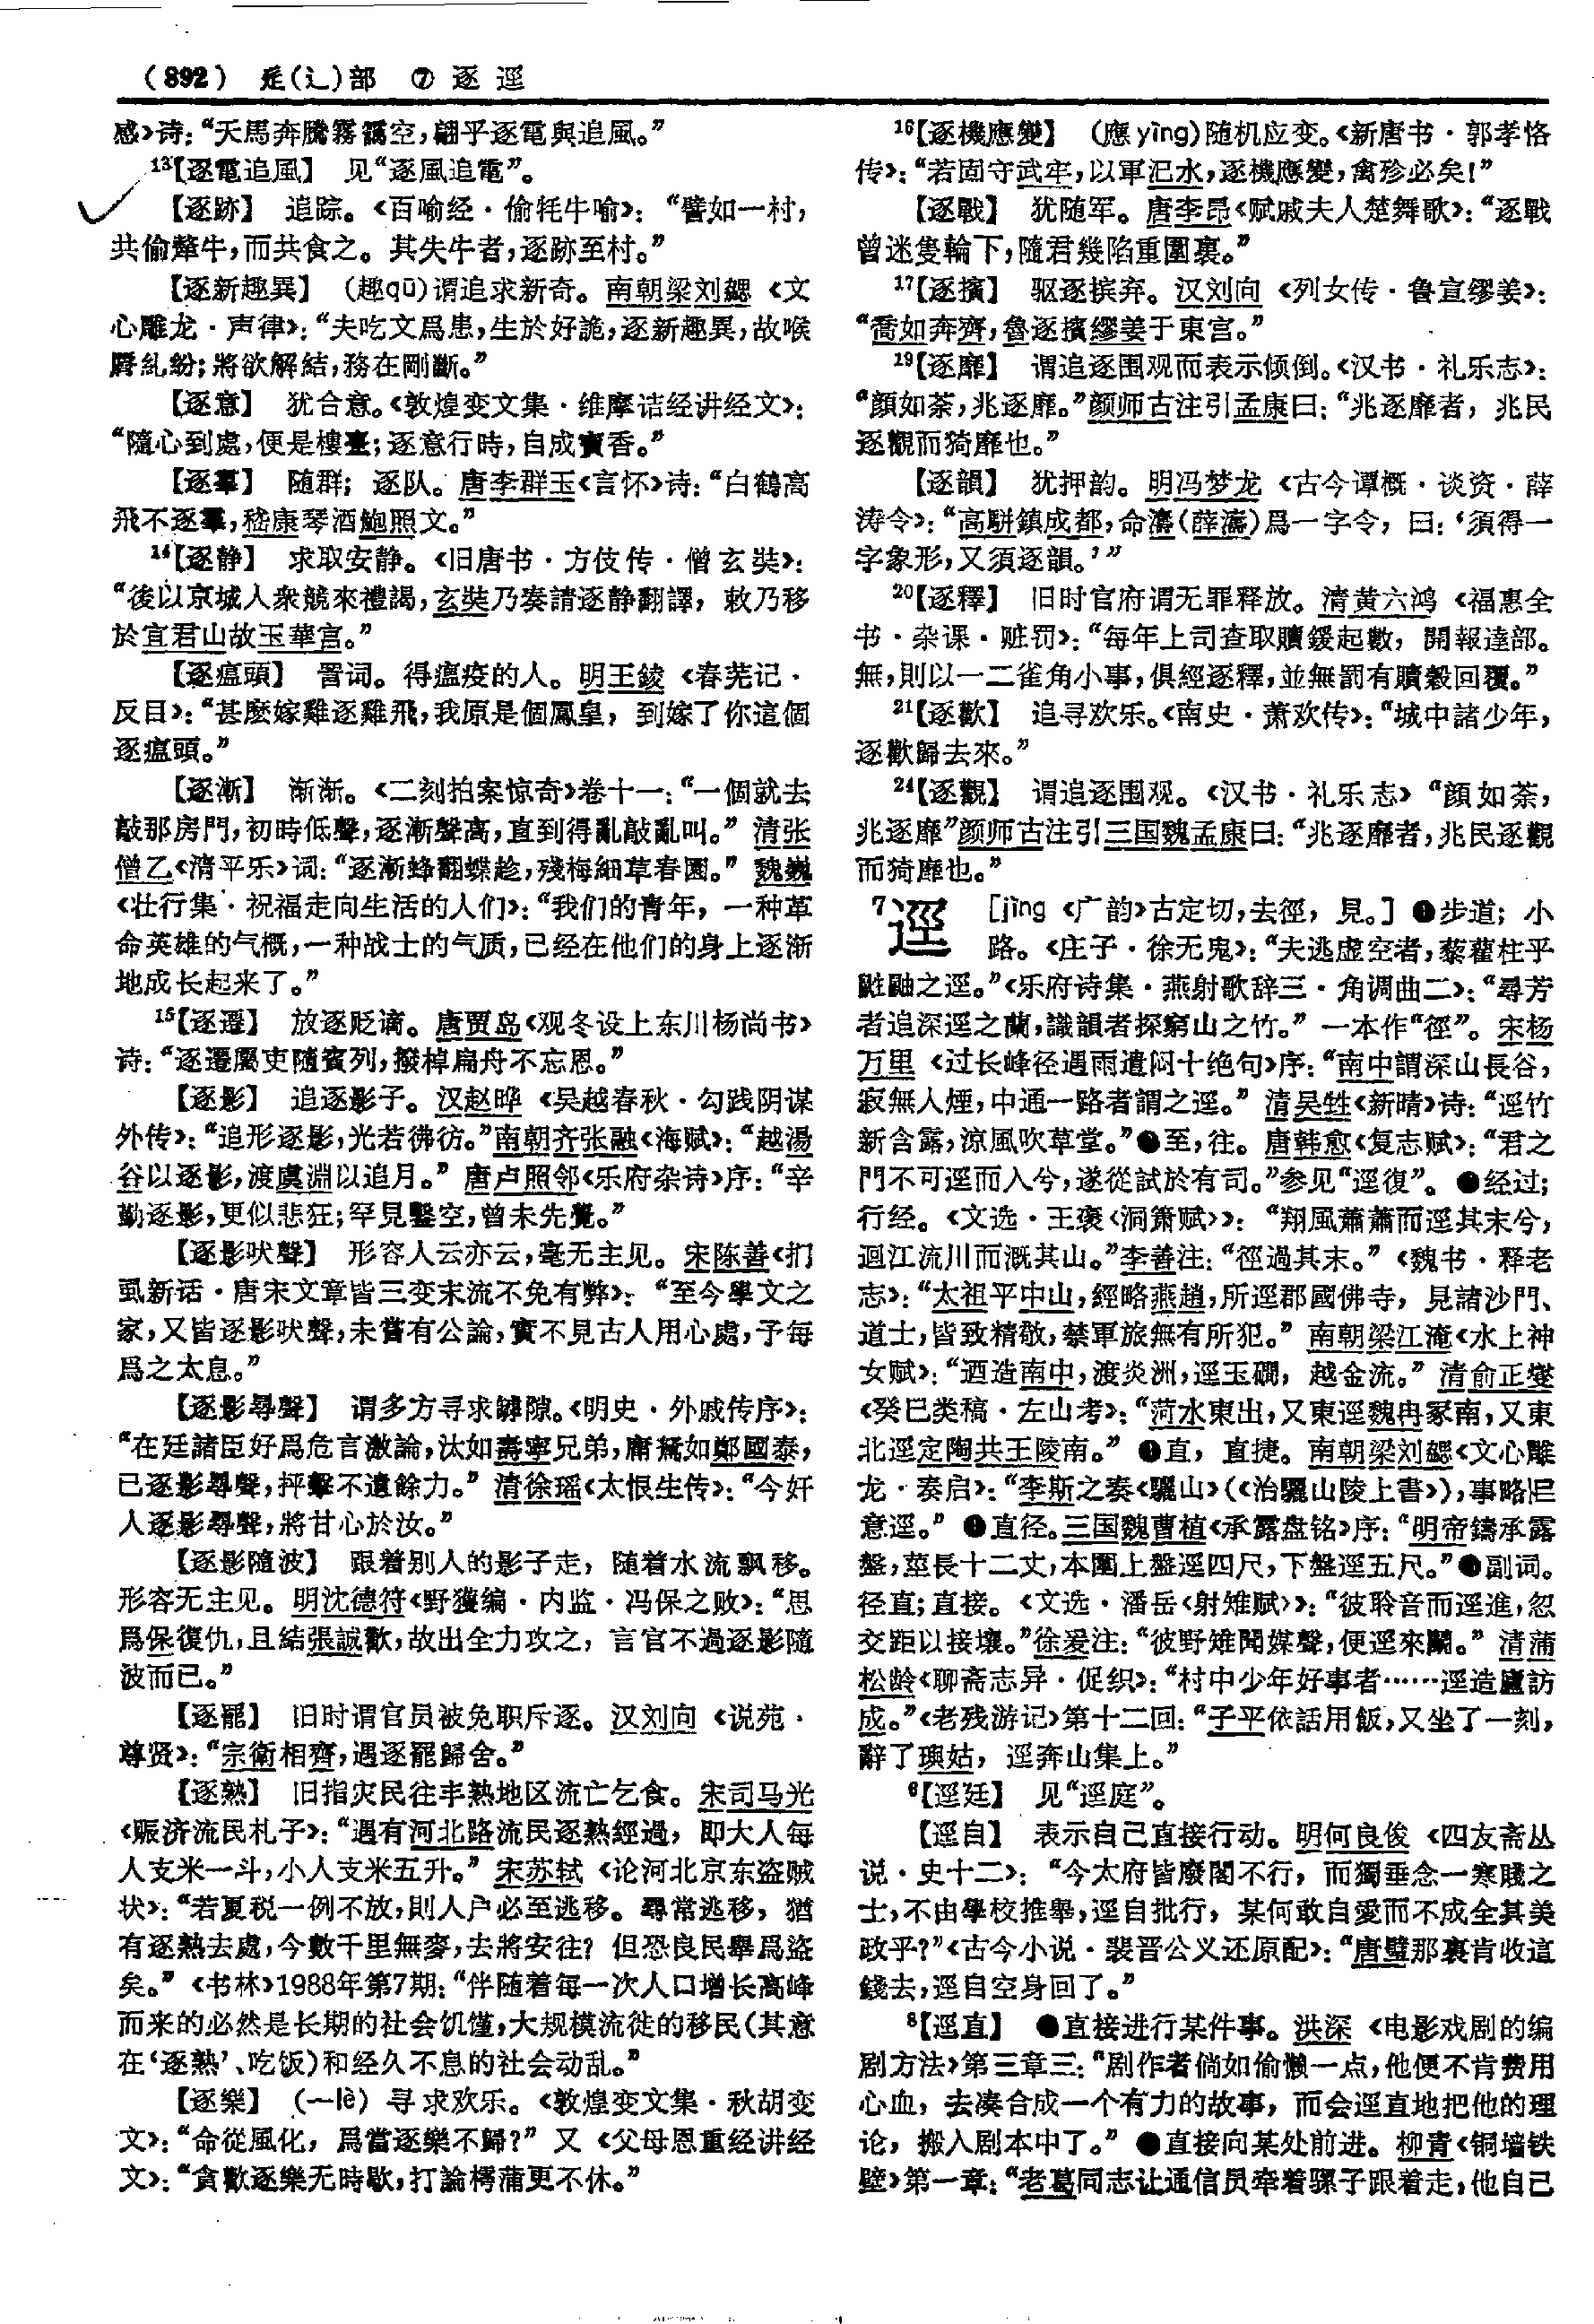 （892） 辵(辶)部 ⑦ 逐 逕
感》诗：“天馬奔騰霧靄空，翩乎逐電與追風。”
13【逐電追風】 见“逐風追電”。
【逐跡】 追踪。《百喻经·偷牦牛喻》：“譬如一村，
共偷犛牛，而共食之。其失牛者，逐跡至村。”
【逐新趣異】 （趣qū）谓追求新奇。南朝梁刘勰《文
心雕龙·声律》：“夫吃文爲患，生於好詭，逐新趣異，故喉
脣糺紛；將欲解結，務在剛斷。”
【逐意】 犹合意。《敦煌变文集·维摩诘经讲经文》：
“隨心到處，便是樓臺；逐意行時，自成寶香。”
【逐羣】 随群；逐队。唐李群玉《言怀》诗：“白鶴高
飛不逐羣，嵇康琴酒鮑照文。”
14【逐静】 求取安静。《旧唐书·方伎传·僧玄奘》：
“後以京城人衆競來禮謁，玄奘乃奏請逐静翻譯，敕乃移
於宜君山故玉華宫。”
【逐瘟頭】 詈词。得瘟疫的人。明王錂《春芜记·
反目》：“甚麽嫁雞逐雞飛，我原是個鳳皇，到嫁了你這個
逐瘟頭。”
【逐漸】 渐渐。《二刻拍案惊奇》卷十一：“一個就去
敲那房門，初時低聲，逐漸聲高，直到得亂敲亂叫。”清张
僧乙《清平乐》词：“逐漸蜂翻蝶趁，殘梅細草春園。”魏巍
《壮行集·祝福走向生活的人们》：“我们的青年，一种革
命英雄的气概，一种战士的气质，已经在他们的身上逐渐
地成长起来了。”
15【逐遷】 放逐贬谪。唐贾岛《观冬设上东川杨尚书》
诗：“逐遷屬吏隨賓列，撥棹扁舟不忘恩。”
【逐影】 追逐影子。汉赵晔《吴越春秋·勾践阴谋
外传》：“追形逐影，光若彿彷。”南朝齐张融《海赋》：“越湯
谷以逐影，渡虞淵以追月。”唐卢照邻《乐府杂诗》序：“辛
勤逐影，更似悲狂；罕見鑿空，曾未先覺。”
【逐影吠聲】 形容人云亦云，毫无主见。宋陈善《扪
虱新话·唐宋文章皆三变末流不免有弊》：“至今學文之
家，又皆逐影吠聲，未嘗有公論，實不見古人用心處，予每
爲之太息。”
【逐影尋聲】 谓多方寻求罅隙。《明史·外戚传序》：
“在廷諸臣好爲危言激論，汰如壽寧兄弟，庸駑如鄭國泰，
已逐影尋聲，抨擊不遺餘力。”清徐瑶《太恨生传》：“今奸
人逐影尋聲，將甘心於汝。”
【逐影隨波】 跟着别人的影子走，随着水流飘移。
形容无主见。明沈德符《野獲编·内监·冯保之败》：“思
爲保復仇，且結張誠歡，故出全力攻之，言官不過逐影隨
波而已。”
【逐罷】 旧时谓官员被免职斥逐。汉刘向《说苑·
尊贤》：“宗衛相齊，遇逐罷歸舍。”
【逐熟】 旧指灾民往丰熟地区流亡乞食。宋司马光
《赈济流民札子》：“遇有河北路流民逐熟經過，即大人每
人支米一斗，小人支米五升。”宋苏轼《论河北京东盗贼
状》：“若夏税一例不放，則人户必至逃移。尋常逃移，猶
有逐熟去處，今數千里無麥，去將安往？但恐良民舉爲盜
矣。”《书林》1988年第7期：“伴随着每一次人口增长高峰
而来的必然是长期的社会饥馑，大规模流徙的移民（其意
在‘逐熟’、吃饭）和经久不息的社会动乱。”
【逐樂】 （—lè）寻求欢乐。《敦煌变文集·秋胡变
文》：“命從風化，爲當逐樂不歸？”又《父母恩重经讲经
文》：“貪歡逐樂无時歇，打論樗蒲更不休。”
16【逐機應變】 （應yìng）随机应变。《新唐书·郭孝恪
传》：“若固守武牢，以軍汜水，逐機應變，禽殄必矣！”
【逐戰】 犹随军。唐李昂《赋戚夫人楚舞歌》：“逐戰
曾迷隻輪下，隨君幾陷重圍裏。”
17【逐擯】 驱逐摈弃。汉刘向《列女传·鲁宣缪姜》：
“喬如奔齊，魯逐擯繆姜于東宫。”
19【逐靡】 谓追逐围观而表示倾倒。《汉书·礼乐志》：
“顔如荼，兆逐靡。”颜师古注引孟康曰：“兆逐靡者，兆民
逐觀而猗靡也。”
【逐韻】 犹押韵。明冯梦龙《古今谭概·谈资·薛
涛令》：“高駢鎮成都，命濤（薛濤）爲一字令，曰：‘須得一
字象形，又須逐韻。’”
20【逐釋】 旧时官府谓无罪释放。清黄六鸿《福惠全
书·杂课·赃罚》：“每年上司查取贖鍰起數，開報達部。
無，則以一二雀角小事，俱經逐釋，並無罰有贖穀回覆。”
21【逐歡】 追寻欢乐。《南史·萧欢传》：“城中諸少年，
逐歡歸去來。”
24【逐觀】 谓追逐围观。《汉书·礼乐志》“顔如荼，
兆逐靡”颜师古注引三国魏孟康曰：“兆逐靡者，兆民逐觀
而猗靡也。”
7逕 ［jìng《广韵》古定切，去徑，見。］❶步道；小
路。《庄子·徐无鬼》：“夫逃虚空者，藜藿柱乎
鼪鼬之逕。”《乐府诗集·燕射歌辞三·角调曲二》：“尋芳
者追深逕之蘭，識韻者探窮山之竹。”一本作“徑”。宋杨
万里《过长峰径遇雨遣闷十绝句》序：“南中謂深山長谷，
寂無人煙，中通一路者謂之逕。”清吴甡《新晴》诗：“逕竹
新含露，涼風吹草堂。”❷至，往。唐韩愈《复志赋》：“君之
門不可逕而入兮，遂從試於有司。”参见“逕復”。❸经过；
行经。《文选·王褒〈洞箫赋〉》：“翔風蕭蕭而逕其末兮，
迴江流川而溉其山。”李善注：“徑過其末。”《魏书·释老
志》：“太祖平中山，經略燕趙，所逕郡國佛寺，見諸沙門、
道士，皆致精敬，禁軍旅無有所犯。”南朝梁江淹《水上神
女赋》：“迺造南中，渡炎洲，逕玉磵，越金流。”清俞正燮
《癸巳类稿·左山考》：“菏水東出，又東逕魏冉冢南，又東
北逕定陶共王陵南。”❹直，直捷。南朝梁刘勰《文心雕
龙·奏启》：“李斯之奏《驪山》（《治驪山陵上書》），事略而
意逕。”❺直径。三国魏曹植《承露盘铭》序：“明帝鑄承露
盤，莖長十二丈，本圍上盤逕四尺，下盤逕五尺。”❻副词。
径直；直接。《文选·潘岳〈射雉赋〉》：“彼聆音而逕進，忽
交距以接壤。”徐爰注：“彼野雉聞媒聲，便逕來鬭。”清蒲
松龄《聊斋志异·促织》：“村中少年好事者……逕造廬訪
成。”《老残游记》第十二回：“子平依話用飯，又坐了一刻，
辭了璵姑，逕奔山集上。”
6【逕廷】 见“逕庭”。
【逕自】 表示自己直接行动。明何良俊《四友斋丛
说·史十二》：“今太府皆廢閣不行，而獨垂念一寒賤之
士，不由學校推舉，逕自批行，某何敢自愛而不成全其美
政乎？”《古今小说·裴晋公义还原配》：“唐璧那裏肯收這
錢去，逕自空身回了。”
8【逕直】 ❶直接进行某件事。洪深《电影戏剧的编
剧方法》第三章三：“剧作者倘如偷懒一点，他便不肯费用
心血，去凑合成一个有力的故事，而会逕直地把他的理
论，搬入剧本中了。”❷直接向某处前进。柳青《铜墙铁
壁》第一章：“老葛同志让通信员牵着骡子跟着走，他自己